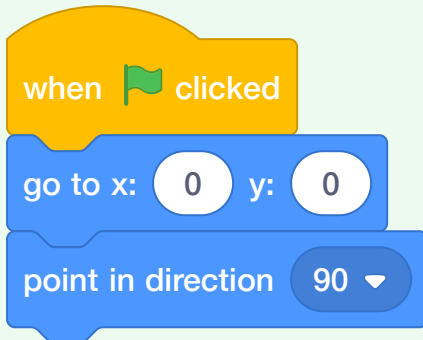 when clicked
go to x: 0 y: 0
point in direction 90